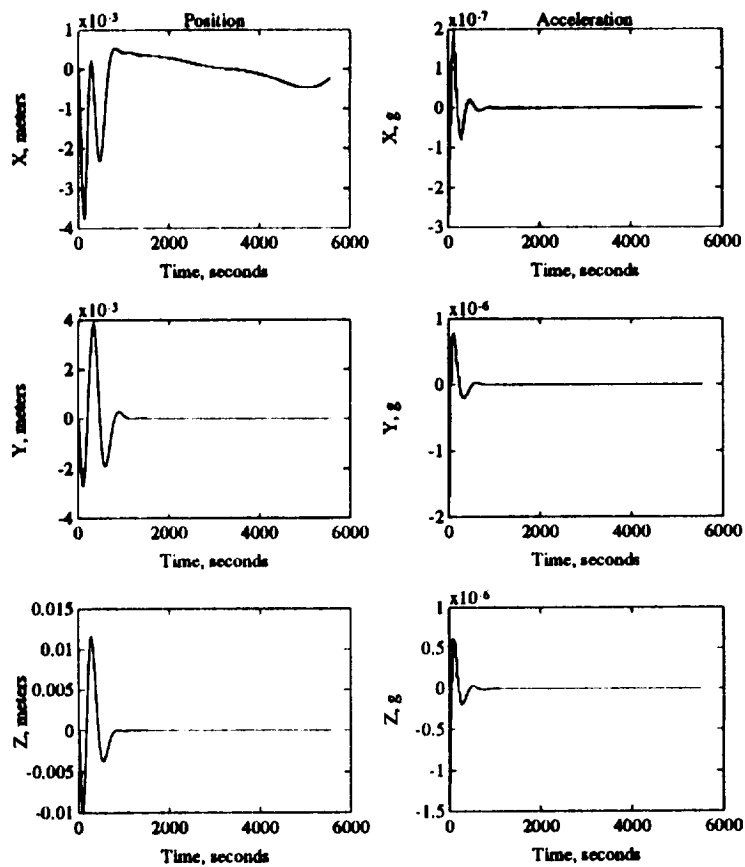 Position
x10-3
1
0
-1
-2
-3
-4
X, meters
0 2000 4000 6000
Time, seconds
Acceleration
x10-7
2
1
0
-1
-2
-3
X, g
0 2000 4000 6000
Time, seconds
x10-3
4
2
0
-2
-4
Y, meters
0 2000 4000 6000
Time, seconds
x10-6
1
0
-1
-2
Y, g
0 2000 4000 6000
Time, seconds
0.015
0.01
0.005
0
-0.005
-0.01
Z, meters
0 2000 4000 6000
Time, seconds
x10-6
1
0.5
0
-0.5
-1
-1.5
Z, g
0 2000 4000 6000
Time, seconds